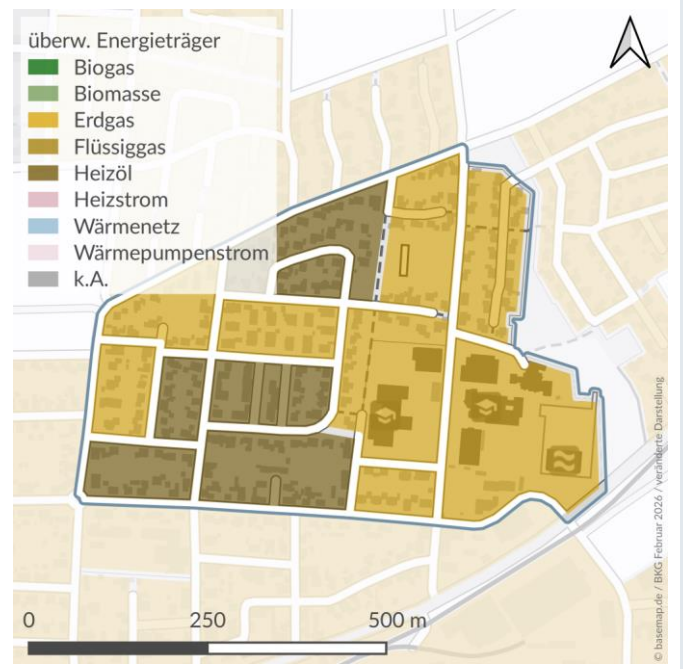 überw. Energieträger
Biogas
Biomasse
Erdgas
Flüssiggas
Heizöl
Heizstrom
Wärmenetz
Wärmepumpenstrom
k.A.
0 250 500 m
© basemap.de / BKG Februar 2026 / veränderte Darstellung